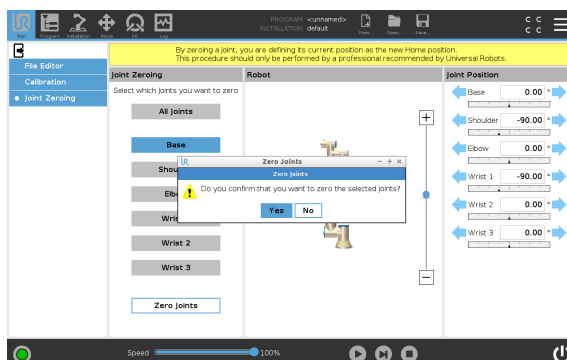 UR
PROGRAM <unnamed>
INSTALLATION default
C C
C C
Run
Program
Installation
Move
I/O
Log
New...
Open...
Save...
By zeroing a joint, you are defining its current position as the new Home position.
This procedure should only be performed by a professional recommended by Universal Robots.
File Editor
Calibration
Joint Zeroing
Joint Zeroing
Select which joints you want to zero
All joints
Base
Shou
Elb
Wris
Wrist 2
Wrist 3
Zero joints
Robot
UR
Zero Joints
Zero joints
Do you confirm that you want to zero the selected joints?
Yes
No
Joint Position
Base 0.00 °
Shoulder -90.00 °
Elbow 0.00 °
Wrist 1 -90.00 °
Wrist 2 0.00 °
Wrist 3 0.00 °
Speed 100%